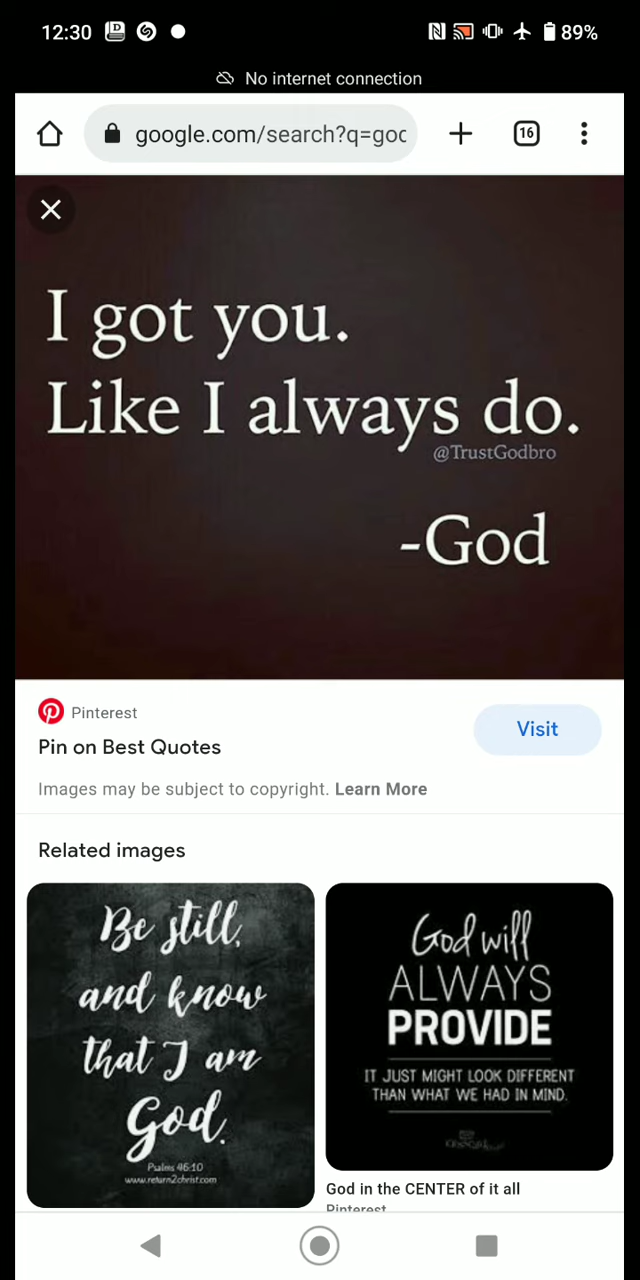 12:30
89%
No internet connection
google.com/search?q=goo
16
I got you.
Like I always do.
@TrustGodbro
-God
Pinterest
Pin on Best Quotes
Visit
Images may be subject to copyright. Learn More
Related images
Be still,
and know
that I am
God.
Psalms 46:10
www.return2christ.com
God will
ALWAYS
PROVIDE
IT JUST MIGHT LOOK DIFFERENT
THAN WHAT WE HAD IN MIND.
God in the CENTER of it all
Pinterest